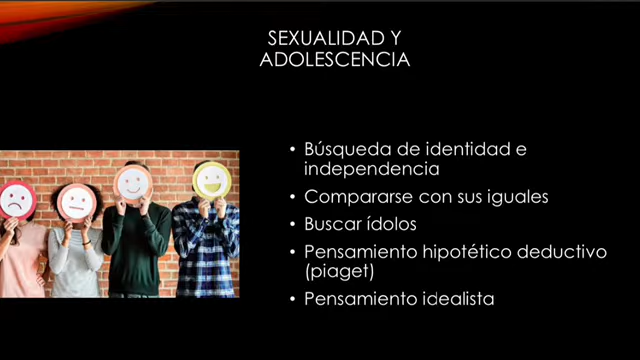 SEXUALIDAD Y
ADOLESCENCIA
• Búsqueda de identidad e
independencia
• Compararse con sus iguales
• Buscar ídolos
• Pensamiento hipotético deductivo
(piaget)
• Pensamiento idealista